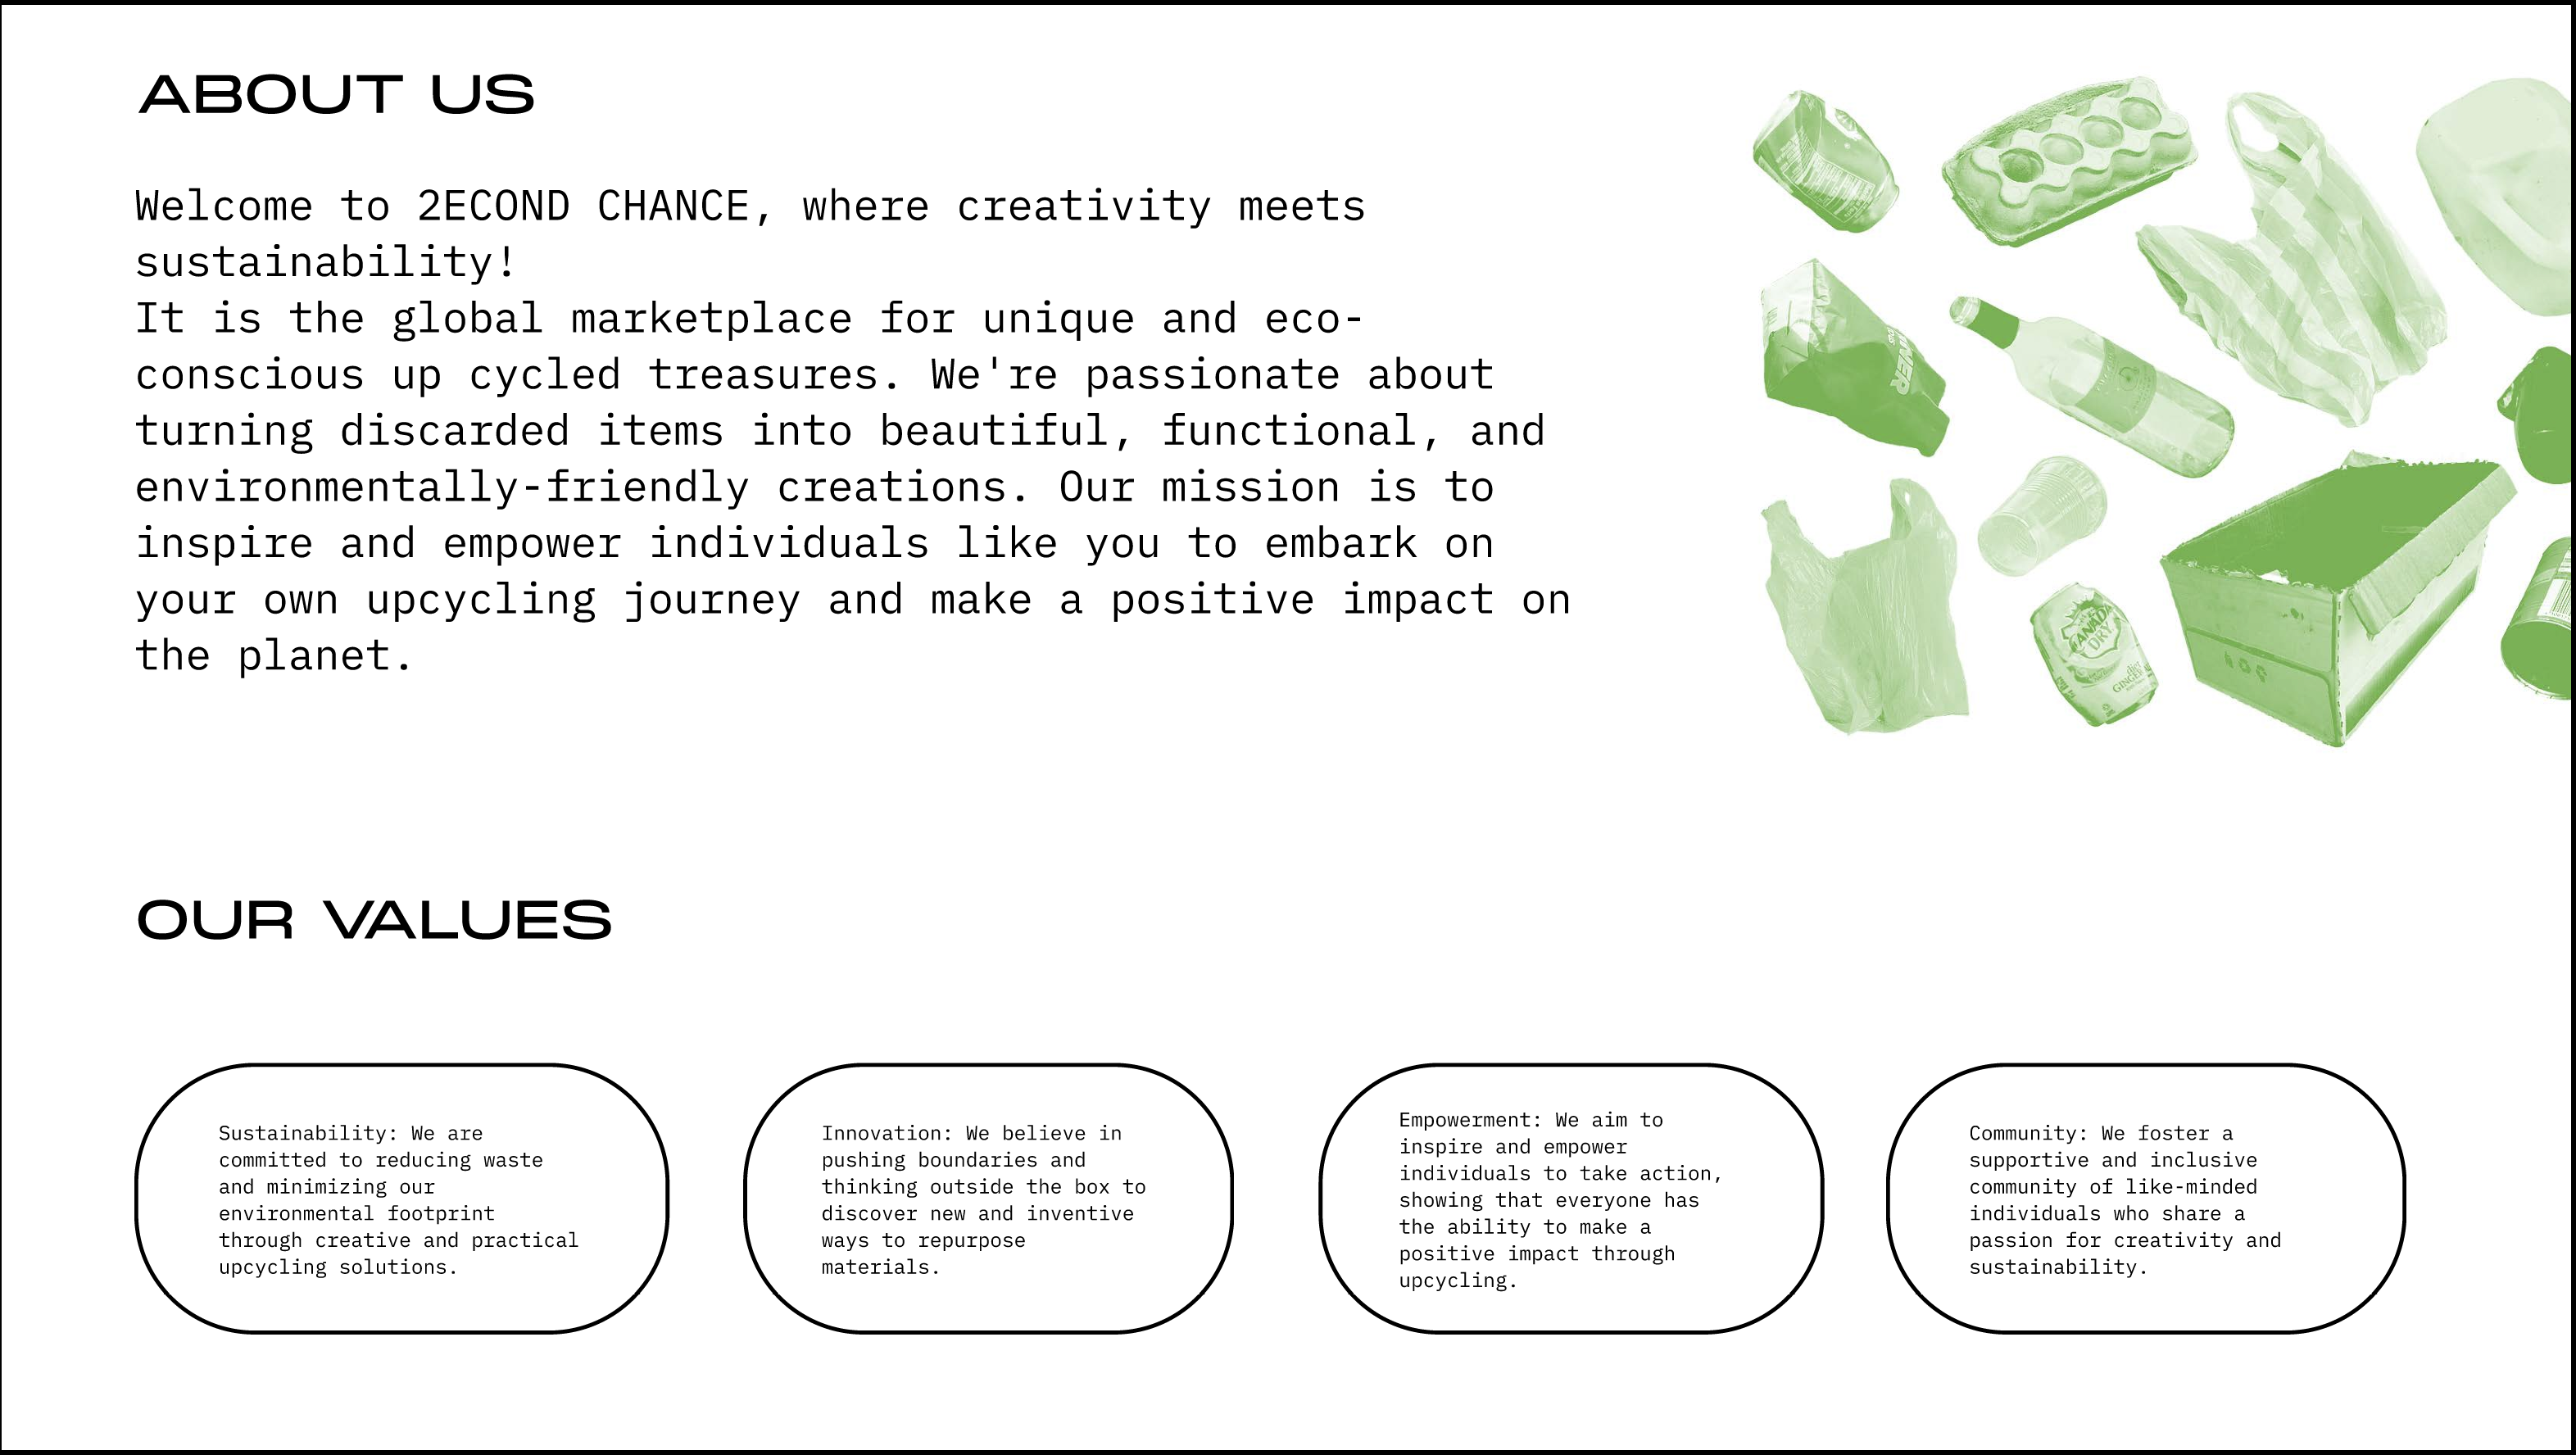 ABOUT US
Welcome to 2ECOND CHANCE, where creativity meets
sustainability!
It is the global marketplace for unique and eco-
conscious up cycled treasures. We're passionate about
turning discarded items into beautiful, functional, and
environmentally-friendly creations. Our mission is to
inspire and empower individuals like you to embark on
your own upcycling journey and make a positive impact on
the planet.
CANADA
DRY
GINGER
OUR VALUES
Sustainability: We are
committed to reducing waste
and minimizing our
environmental footprint
through creative and practical
upcycling solutions.
Innovation: We believe in
pushing boundaries and
thinking outside the box to
discover new and inventive
ways to repurpose
materials.
Empowerment: We aim to
inspire and empower
individuals to take action,
showing that everyone has
the ability to make a
positive impact through
upcycling.
Community: We foster a
supportive and inclusive
community of like-minded
individuals who share a
passion for creativity and
sustainability.